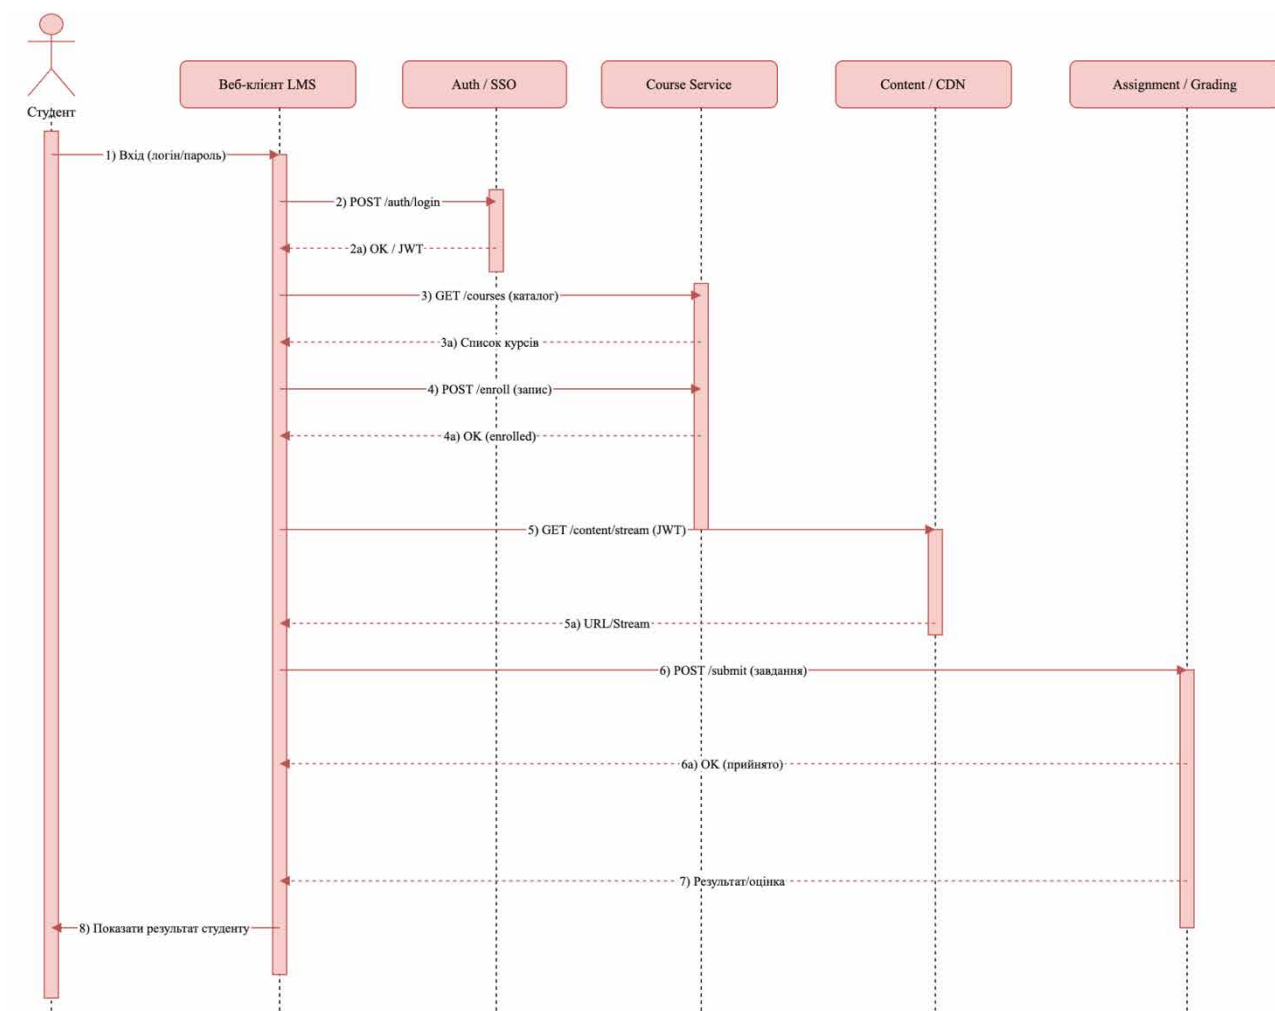 Студент
Веб-клієнт LMS
Auth / SSO
Course Service
Content / CDN
Assignment / Grading
1) Вхід (логін/пароль)
2) POST /auth/login
2a) OK / JWT
3) GET /courses (каталог)
3a) Список курсів
4) POST /enroll (запис)
4a) OK (enrolled)
5) GET /content/stream (JWT)
5a) URL/Stream
6) POST /submit (завдання)
6a) OK (прийнято)
7) Результат/оцінка
8) Показати результат студенту